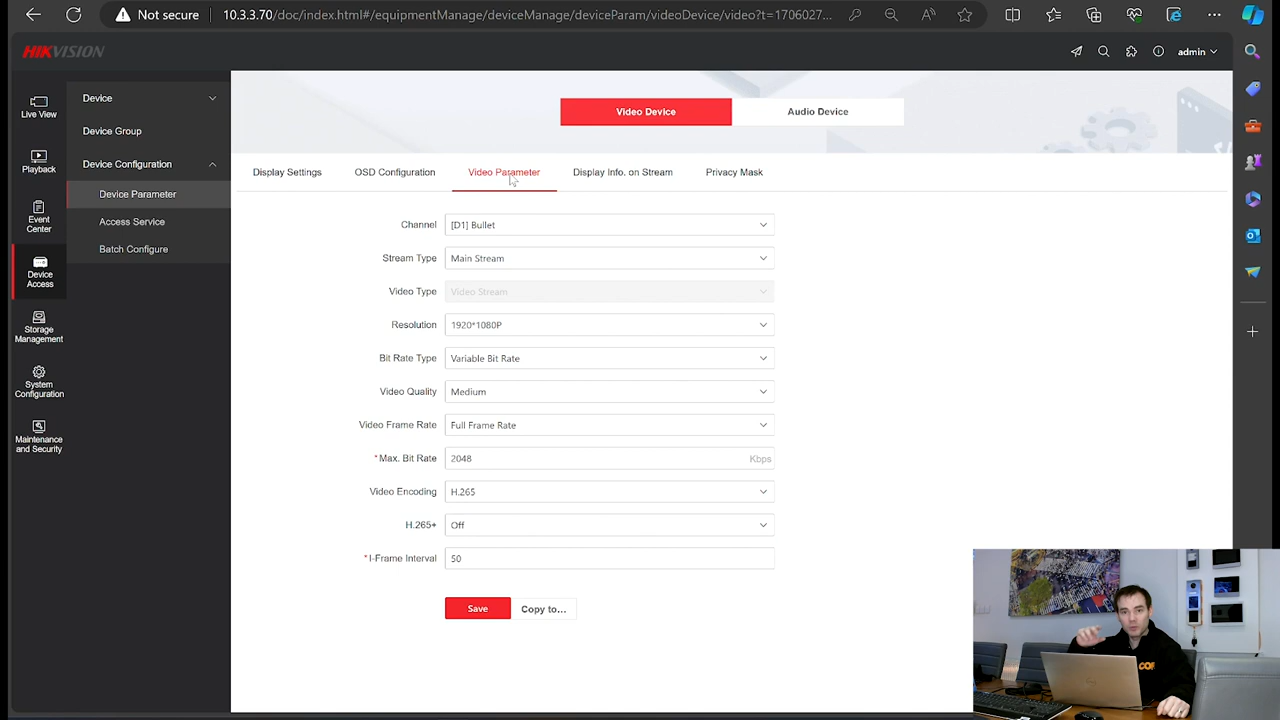 Not secure
10.3.3.70/doc/index.html#/equipmentManage/deviceManage/deviceParam/videoDevice/video?t=1706027...
HIKVISION
admin
Live View
Playback
Event Center
Device Access
Storage Management
System Configuration
Maintenance and Security
Device
Device Group
Device Configuration
Device Parameter
Access Service
Batch Configure
Video Device
Audio Device
Display Settings
OSD Configuration
Video Parameter
Display Info. on Stream
Privacy Mask
Channel [D1] Bullet
Stream Type Main Stream
Video Type Video Stream
Resolution 1920*1080P
Bit Rate Type Variable Bit Rate
Video Quality Medium
Video Frame Rate Full Frame Rate
*Max. Bit Rate 2048 Kbps
Video Encoding H.265
H.265+ Off
*I-Frame Interval 50
Save
Copy to...